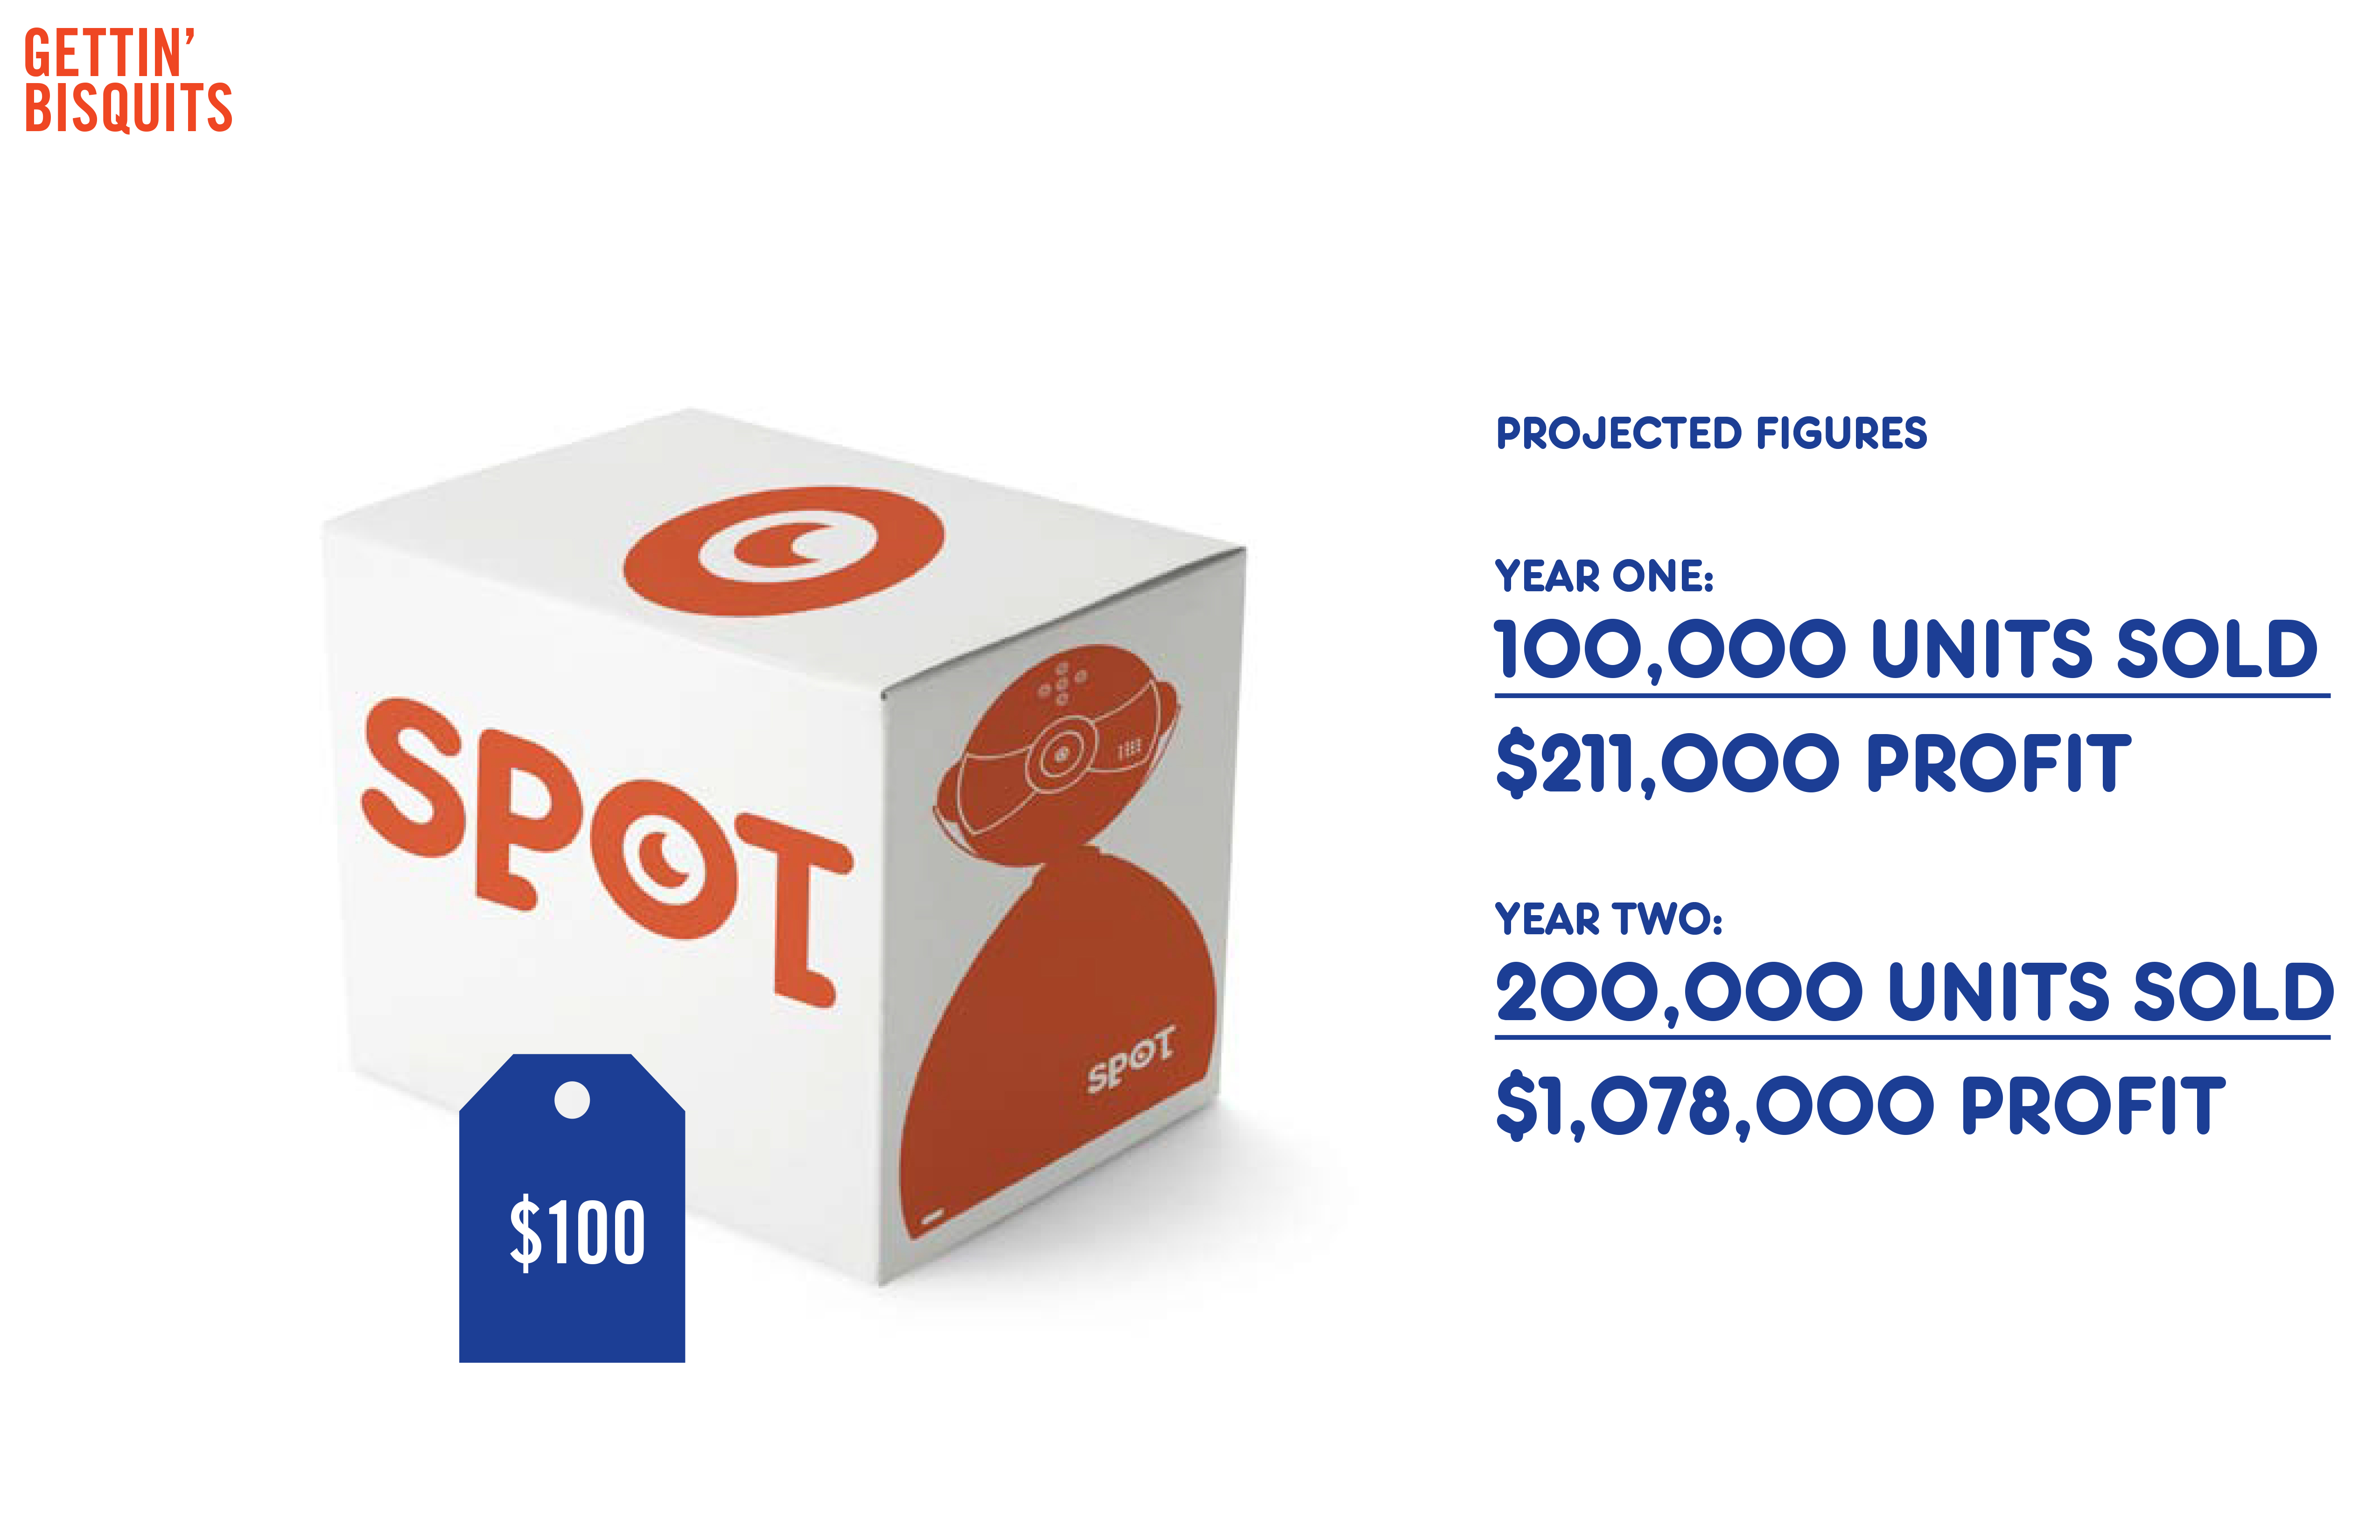 GETTIN'
BISQUITS
PROJECTED FIGURES
YEAR ONE:
100,000 UNITS SOLD
$211,000 PROFIT
YEAR TWO:
200,000 UNITS SOLD
$1,078,000 PROFIT
SPOT
SPOT
$100